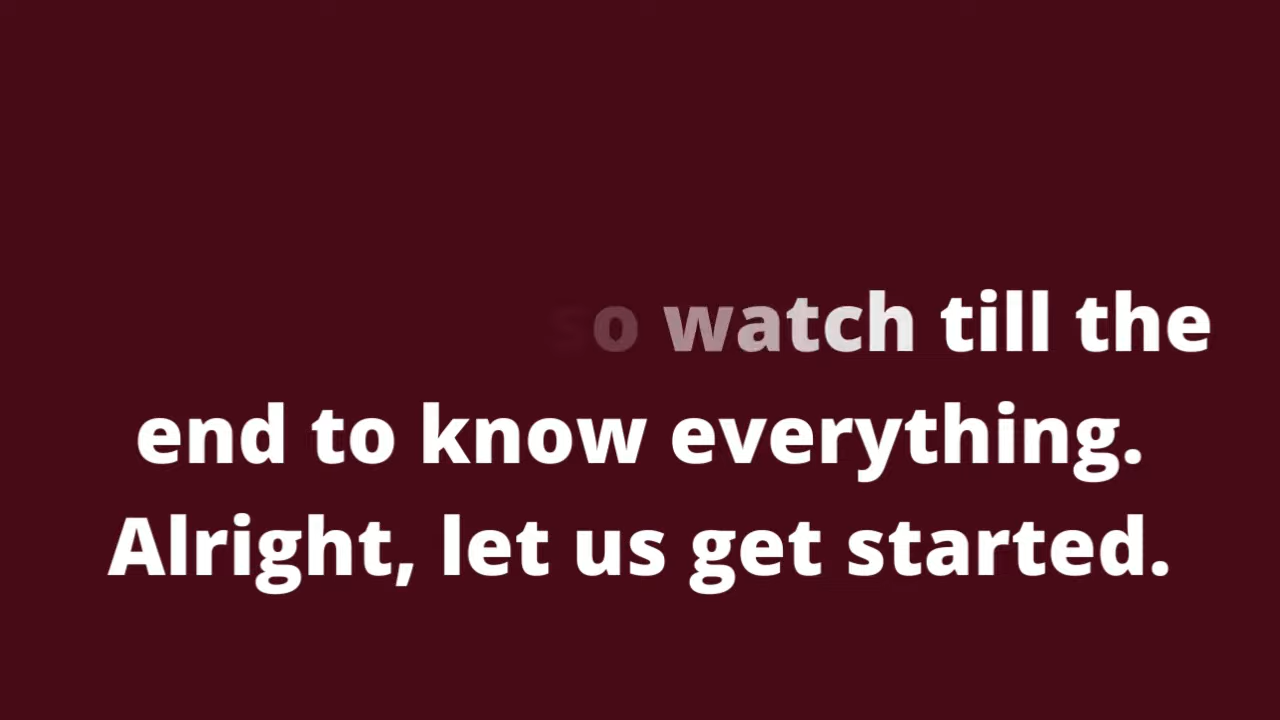 so watch till the
end to know everything.
Alright, let us get started.